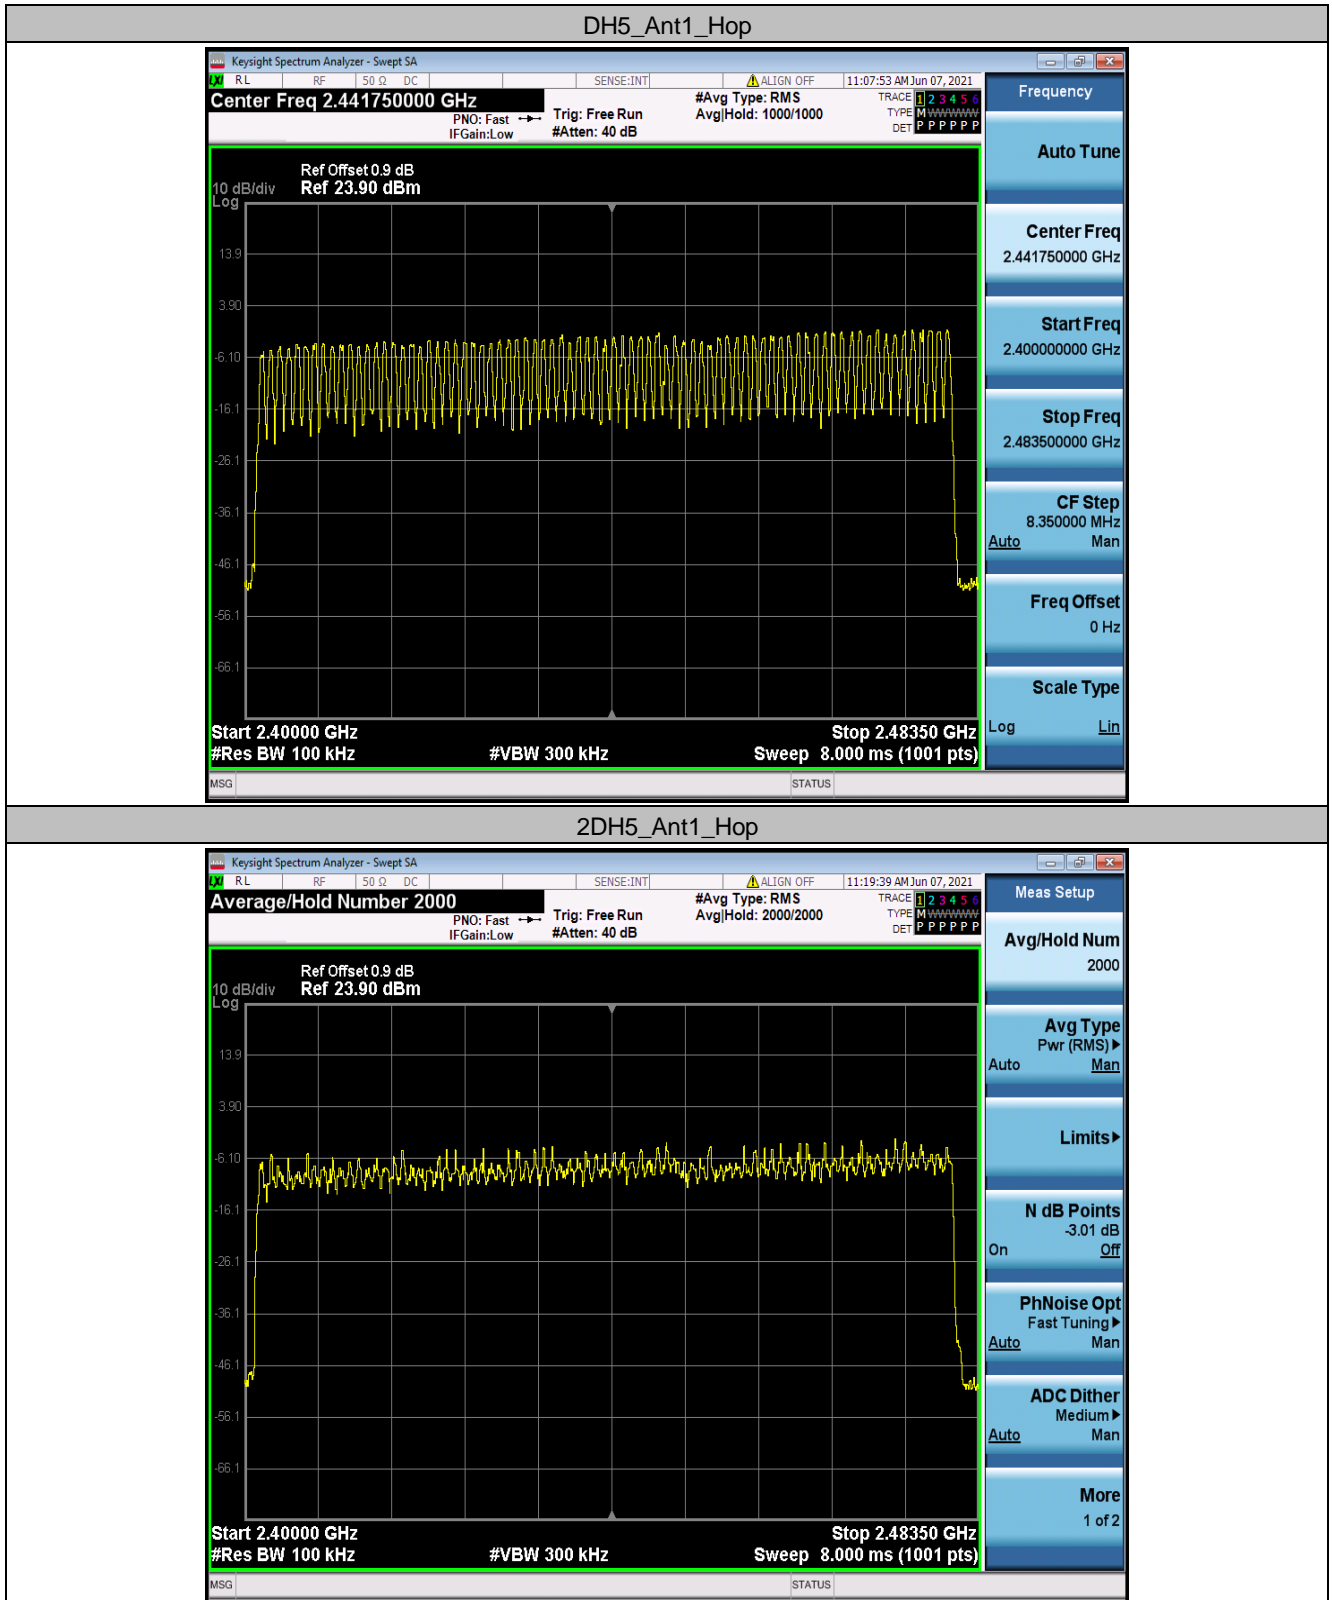 DH5_Ant1_Hop
Keysight Spectrum Analyzer - Swept SA
LXI RL RF 50 Ω DC SENSE:INT ALIGN OFF 11:07:53 AM Jun 07, 2021
Center Freq 2.441750000 GHz #Avg Type: RMS TRACE 1 2 3 4 5 6
PNO: Fast Trig: Free Run Avg|Hold: 1000/1000 TYPE M WWWWW
IFGain:Low #Atten: 40 dB DET P P P P P P
Frequency
Auto Tune
Center Freq
2.441750000 GHz
Start Freq
2.400000000 GHz
Stop Freq
2.483500000 GHz
CF Step
8.350000 MHz
Auto Man
Freq Offset
0 Hz
Scale Type
Log Lin
Ref Offset 0.9 dB
10 dB/div Ref 23.90 dBm
Log
13.9
3.90
-6.10
-16.1
-26.1
-36.1
-46.1
-56.1
-66.1
Start 2.40000 GHz Stop 2.48350 GHz
#Res BW 100 kHz #VBW 300 kHz Sweep 8.000 ms (1001 pts)
MSG STATUS
2DH5_Ant1_Hop
Keysight Spectrum Analyzer - Swept SA
LXI RL RF 50 Ω DC SENSE:INT ALIGN OFF 11:19:39 AM Jun 07, 2021
Average/Hold Number 2000 #Avg Type: RMS TRACE 1 2 3 4 5 6
PNO: Fast Trig: Free Run Avg|Hold: 2000/2000 TYPE M WWWWW
IFGain:Low #Atten: 40 dB DET P P P P P P
Meas Setup
Avg/Hold Num
2000
Avg Type
Pwr (RMS)
Auto Man
Limits
N dB Points
-3.01 dB
On Off
PhNoise Opt
Fast Tuning
Auto Man
ADC Dither
Medium
Auto Man
More
1 of 2
Ref Offset 0.9 dB
10 dB/div Ref 23.90 dBm
Log
13.9
3.90
-6.10
-16.1
-26.1
-36.1
-46.1
-56.1
-66.1
Start 2.40000 GHz Stop 2.48350 GHz
#Res BW 100 kHz #VBW 300 kHz Sweep 8.000 ms (1001 pts)
MSG STATUS